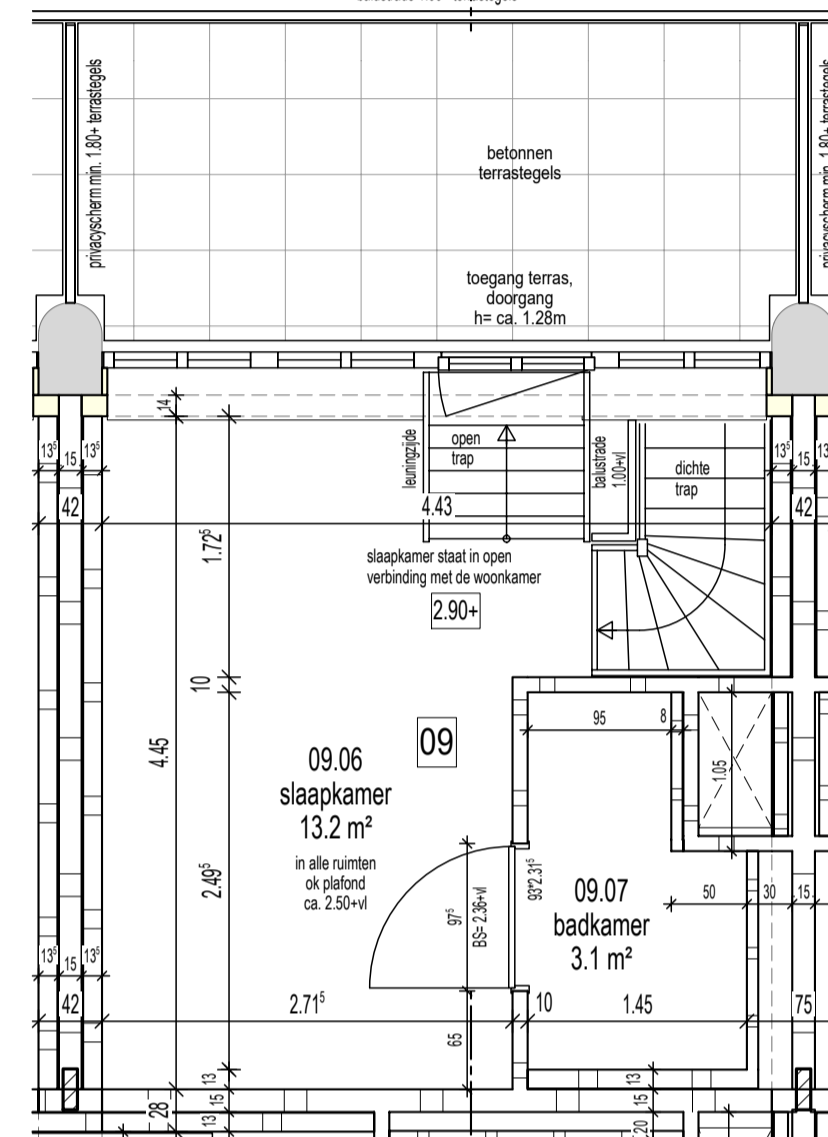 privacyscherm min. 1.80+ terrastegels
privacyscherm min. 1.80+ terrastegels
betonnen
terrastegels
toegang terras,
doorgang
h= ca. 1.28m
14
leuningzijde
open
trap
balustrade
1.00+vl
dichte
trap
13⁵
15
13⁵
42
13⁵
15
13
42
4.43
1.72⁵
slaapkamer staat in open
verbinding met de woonkamer
2.90+
10
95
8
09
1.05
4.45
09.06
slaapkamer
13.2 m²
in alle ruimten
ok plafond
ca. 2.50+vl
2.49⁵
97⁵
BS= 2.36+vl
93*2.31⁵
09.07
badkamer
3.1 m²
50
30
15
13⁵
15
13⁵
42
2.71⁵
10
1.45
75
65
13
15
13
28
13
15
20